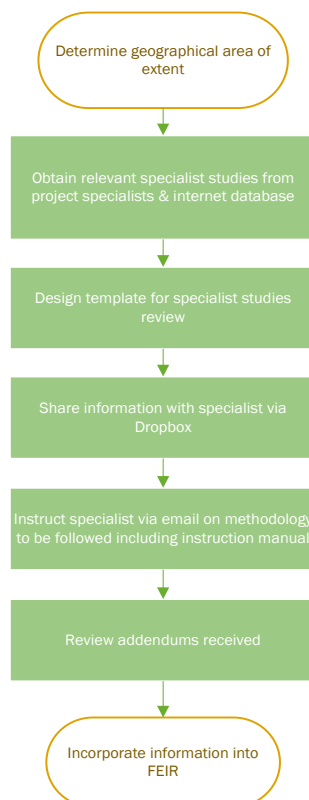 Determine geographical area of
extent
Obtain relevant specialist studies from
project specialists & internet database
Design template for specialist studies
review
Share information with specialist via
Dropbox
Instruct specialist via email on methodology
to be followed including instruction manual
Review addendums received
Incorporate information into
FEIR